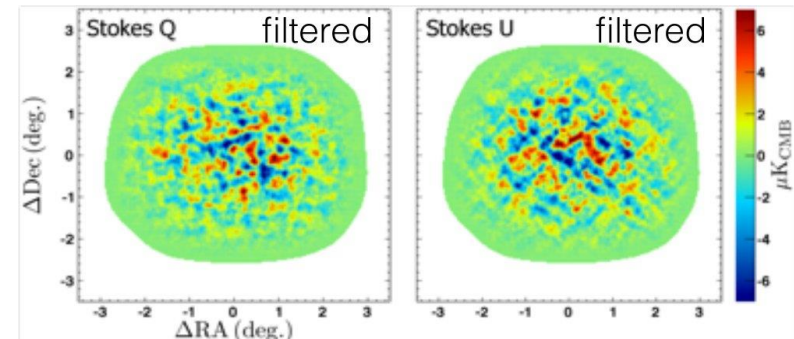 Stokes Q filtered
Stokes U filtered
3
2
1
0
-1
-2
-3
ΔDec (deg.)
-3 -2 -1 0 1 2 3
-3 -2 -1 0 1 2 3
ΔRA (deg.)
6
4
2
0
-2
-4
-6
μK_CMB